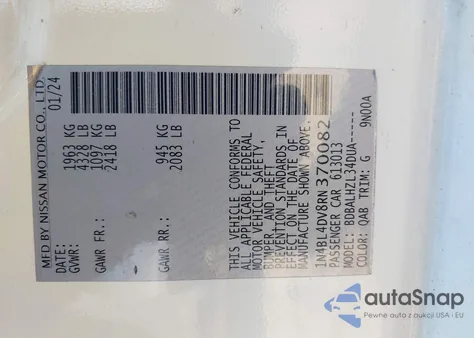 MFD BY NISSAN MOTOR CO., LTD.
DATE: 01/24
GVWR: 1963 KG
4328 LB
GAWR FR.: 1097 KG
2418 LB
GAWR RR.: 945 KG
2083 LB
THIS VEHICLE CONFORMS TO
ALL APPLICABLE FEDERAL
MOTOR VEHICLE SAFETY,
BUMPER, AND THEFT
PREVENTION STANDARDS IN
EFFECT ON THE DATE OF
MANUFACTURE SHOWN ABOVE.
1N4BL4DV8RN370082
PASSENGER CAR 613013
MODEL: BDBALHZL34DUA-----
COLOR: QAB TRIM: G 9N00A
autoSnap
Pewne auto z aukcji USA - EU